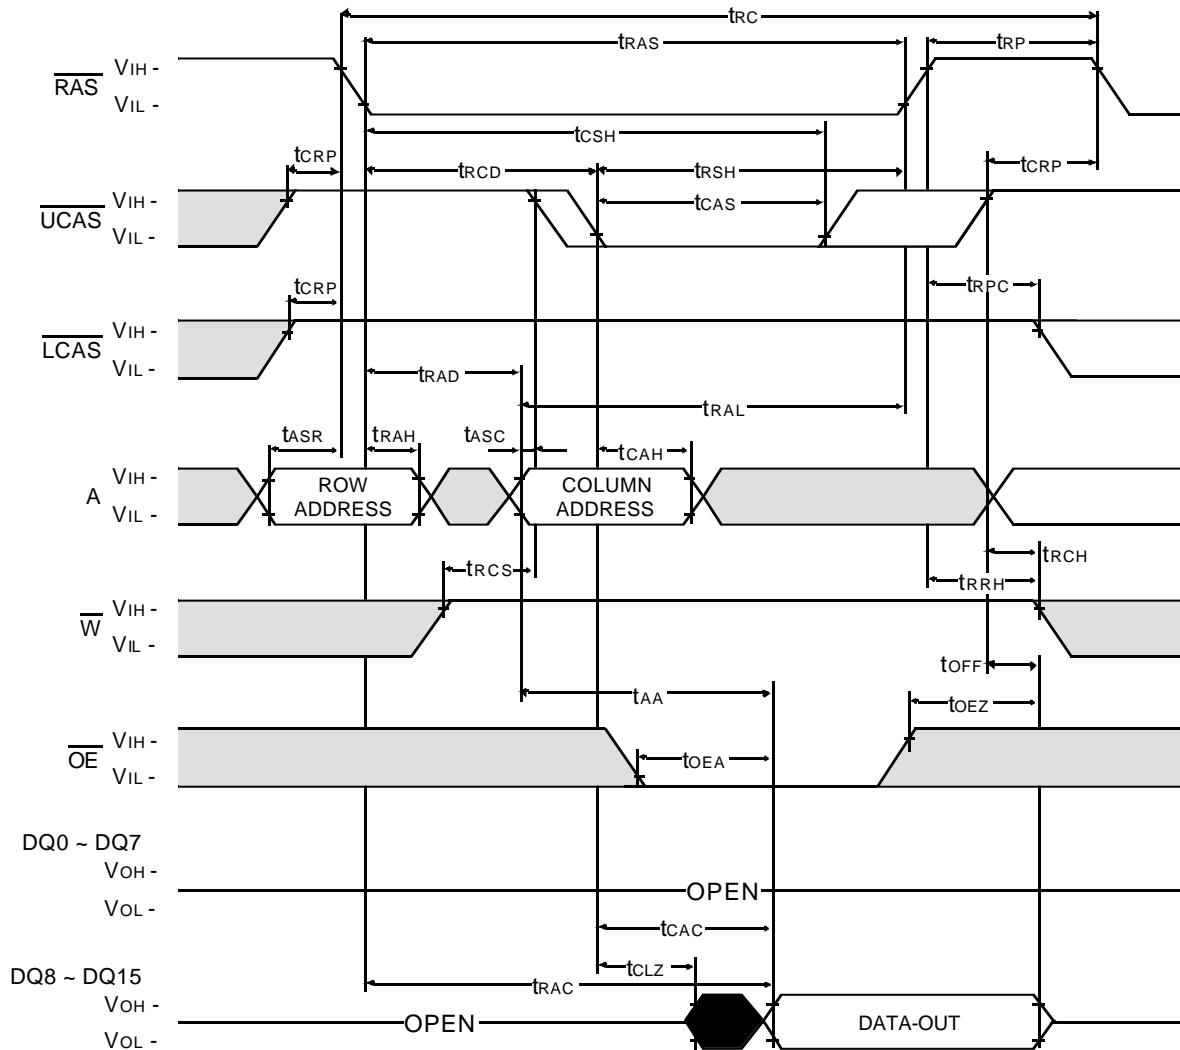 tRC
tRAS
tRP
RAS
VIH -
VIL -
tCSH
tCRP
tRCD
tRSH
tCRP
UCAS
VIH -
VIL -
tCAS
tCRP
tRPC
LCAS
VIH -
VIL -
tRAD
tRAL
tASR
tRAH
tASC
tCAH
A
VIH -
VIL -
ROW
ADDRESS
COLUMN
ADDRESS
tRCS
tRCH
tRRH
W
VIH -
VIL -
tOFF
tAA
tOEZ
OE
VIH -
VIL -
tOEA
DQ0 ~ DQ7
VOH -
VOL -
OPEN
tCAC
tCLZ
DQ8 ~ DQ15
tRAC
VOH -
VOL -
OPEN
DATA-OUT